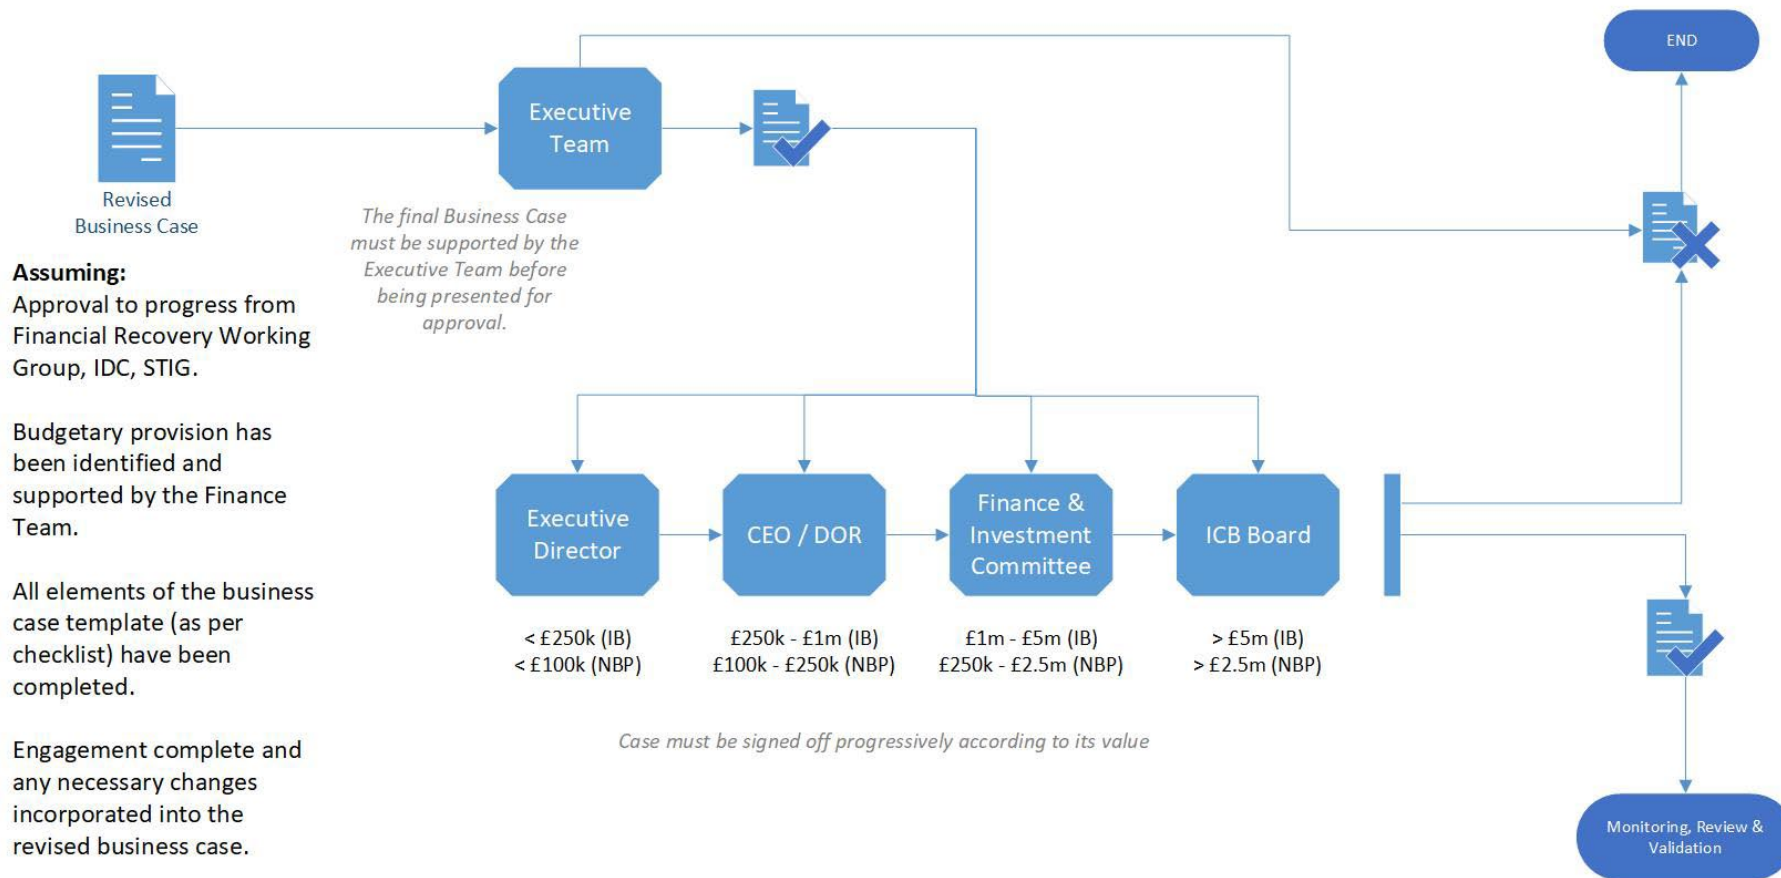 END
Executive
Team
Revised
Business Case
The final Business Case
must be supported by the
Executive Team before
being presented for
approval.
Assuming:
Approval to progress from
Financial Recovery Working
Group, IDC, STIG.
Budgetary provision has
been identified and
supported by the Finance
Team.
All elements of the business
case template (as per
checklist) have been
completed.
Engagement complete and
any necessary changes
incorporated into the
revised business case.
Executive
Director
CEO / DOR
Finance &
Investment
Committee
ICB Board
< £250k (IB)
< £100k (NBP)
£250k - £1m (IB)
£100k - £250k (NBP)
£1m - £5m (IB)
£250k - £2.5m (NBP)
> £5m (IB)
> £2.5m (NBP)
Case must be signed off progressively according to its value
Monitoring, Review &
Validation